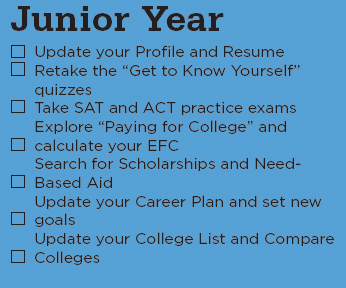 Junior Year
☐ Update your Profile and Resume
☐ Retake the “Get to Know Yourself”
quizzes
☐ Take SAT and ACT practice exams
Explore “Paying for College” and
☐ calculate your EFC
Search for Scholarships and Need-
☐ Based Aid
Update your Career Plan and set new
☐ goals
Update your College List and Compare
☐ Colleges